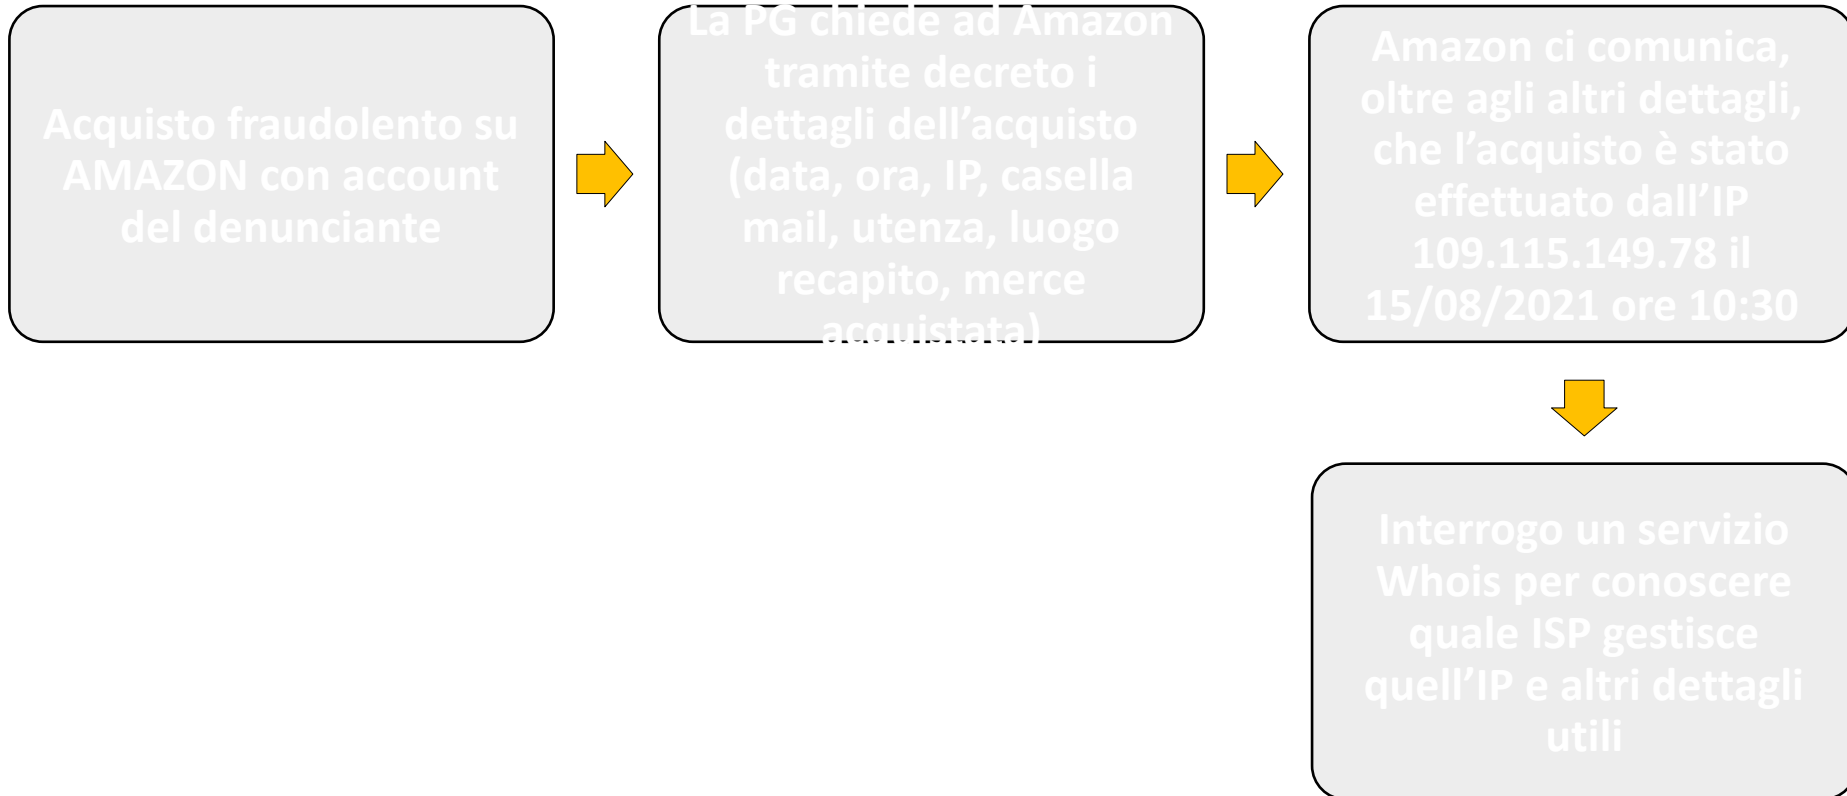 Acquisto fraudolento su
AMAZON con account
del denunciante
La PG chiede ad Amazon
tramite decreto i
dettagli dell’acquisto
(data, ora, IP, casella
mail, utenza, luogo
recapito, merce
acquistata)
Amazon ci comunica,
oltre agli altri dettagli,
che l’acquisto è stato
effettuato dall’IP
109.115.149.78 il
15/08/2021 ore 10:30
Interrogo un servizio
Whois per conoscere
quale ISP gestisce
quell’IP e altri dettagli
utili